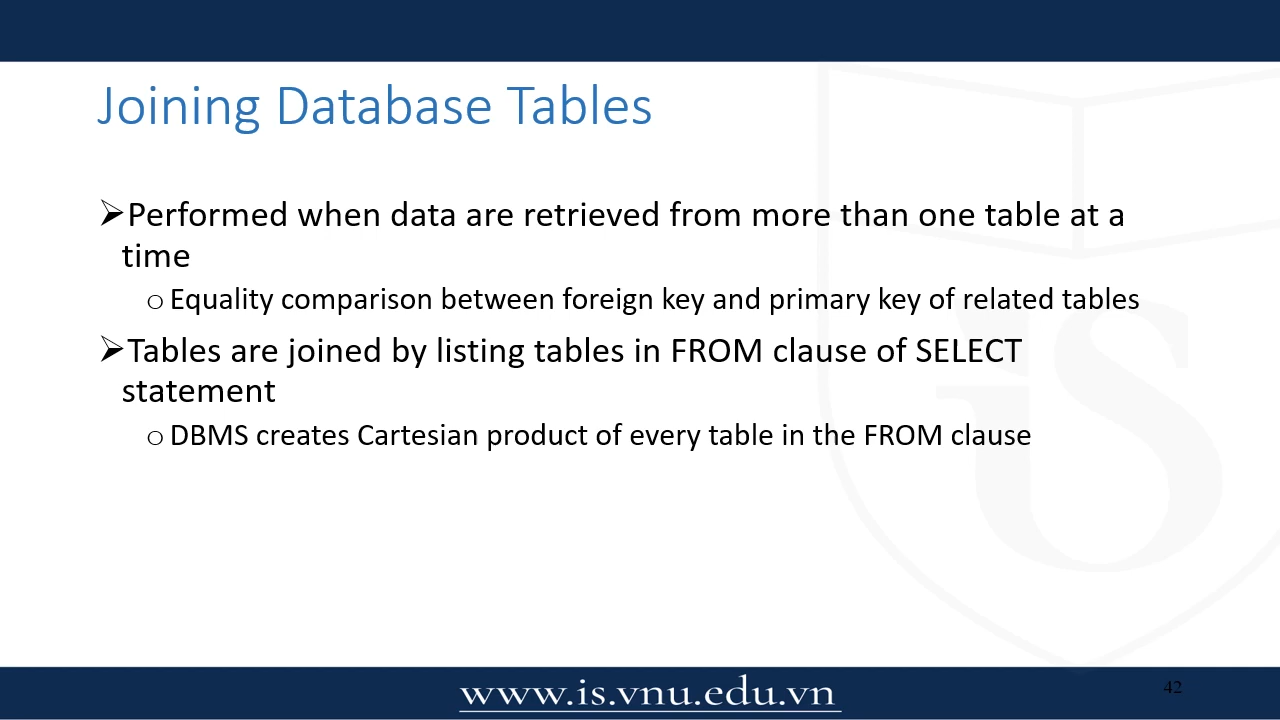 Joining Database Tables
➢Performed when data are retrieved from more than one table at a
time
o Equality comparison between foreign key and primary key of related tables
➢Tables are joined by listing tables in FROM clause of SELECT
statement
o DBMS creates Cartesian product of every table in the FROM clause
www.is.vnu.edu.vn
42